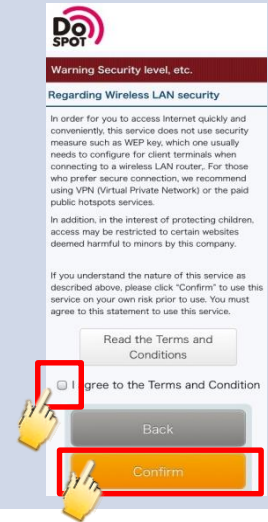 Do
SPOT
Warning Security level, etc.
Regarding Wireless LAN security
In order for you to access Internet quickly and
conveniently, this service does not use security
measure such as WEP key, which one usually
needs to configure for client terminals when
connecting to a wireless LAN router,. For those
who prefer secure connection, we recommend
using VPN (Virtual Private Network) or the paid
public hotspots services.
In addition, in the interest of protecting children,
access may be restricted to certain websites
deemed harmful to minors by this company.
If you understand the nature of this service as
described above, please click "Confirm" to use this
service on your own risk prior to use. You must
agree to this statement to use this service.
Read the Terms and
Conditions
I agree to the Terms and Condition
Back
Confirm